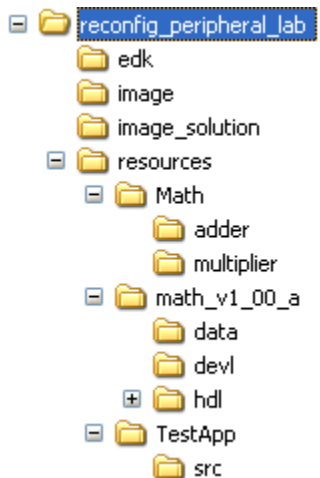 reconfig_peripheral_lab
edk
image
image_solution
resources
Math
adder
multiplier
math_v1_00_a
data
devl
hdl
TestApp
src